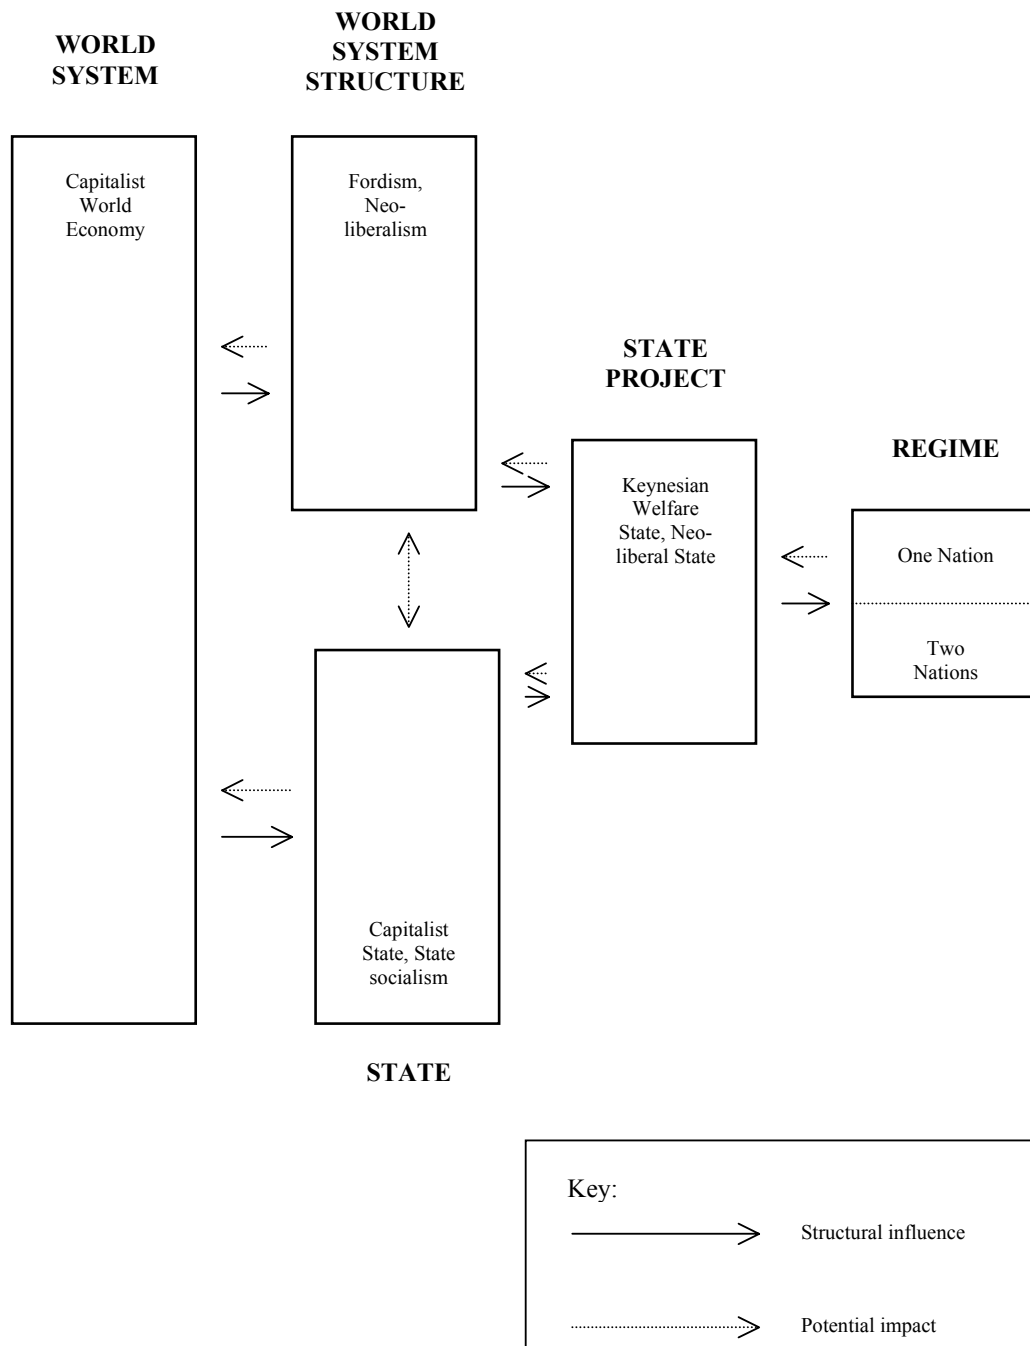 WORLD
SYSTEM
WORLD
SYSTEM
STRUCTURE
Capitalist
World
Economy
Fordism,
Neo-
liberalism
STATE
PROJECT
Keynesian
Welfare
State, Neo-
liberal State
REGIME
One Nation
Two
Nations
Capitalist
State, State
socialism
STATE
Key:
Structural influence
Potential impact